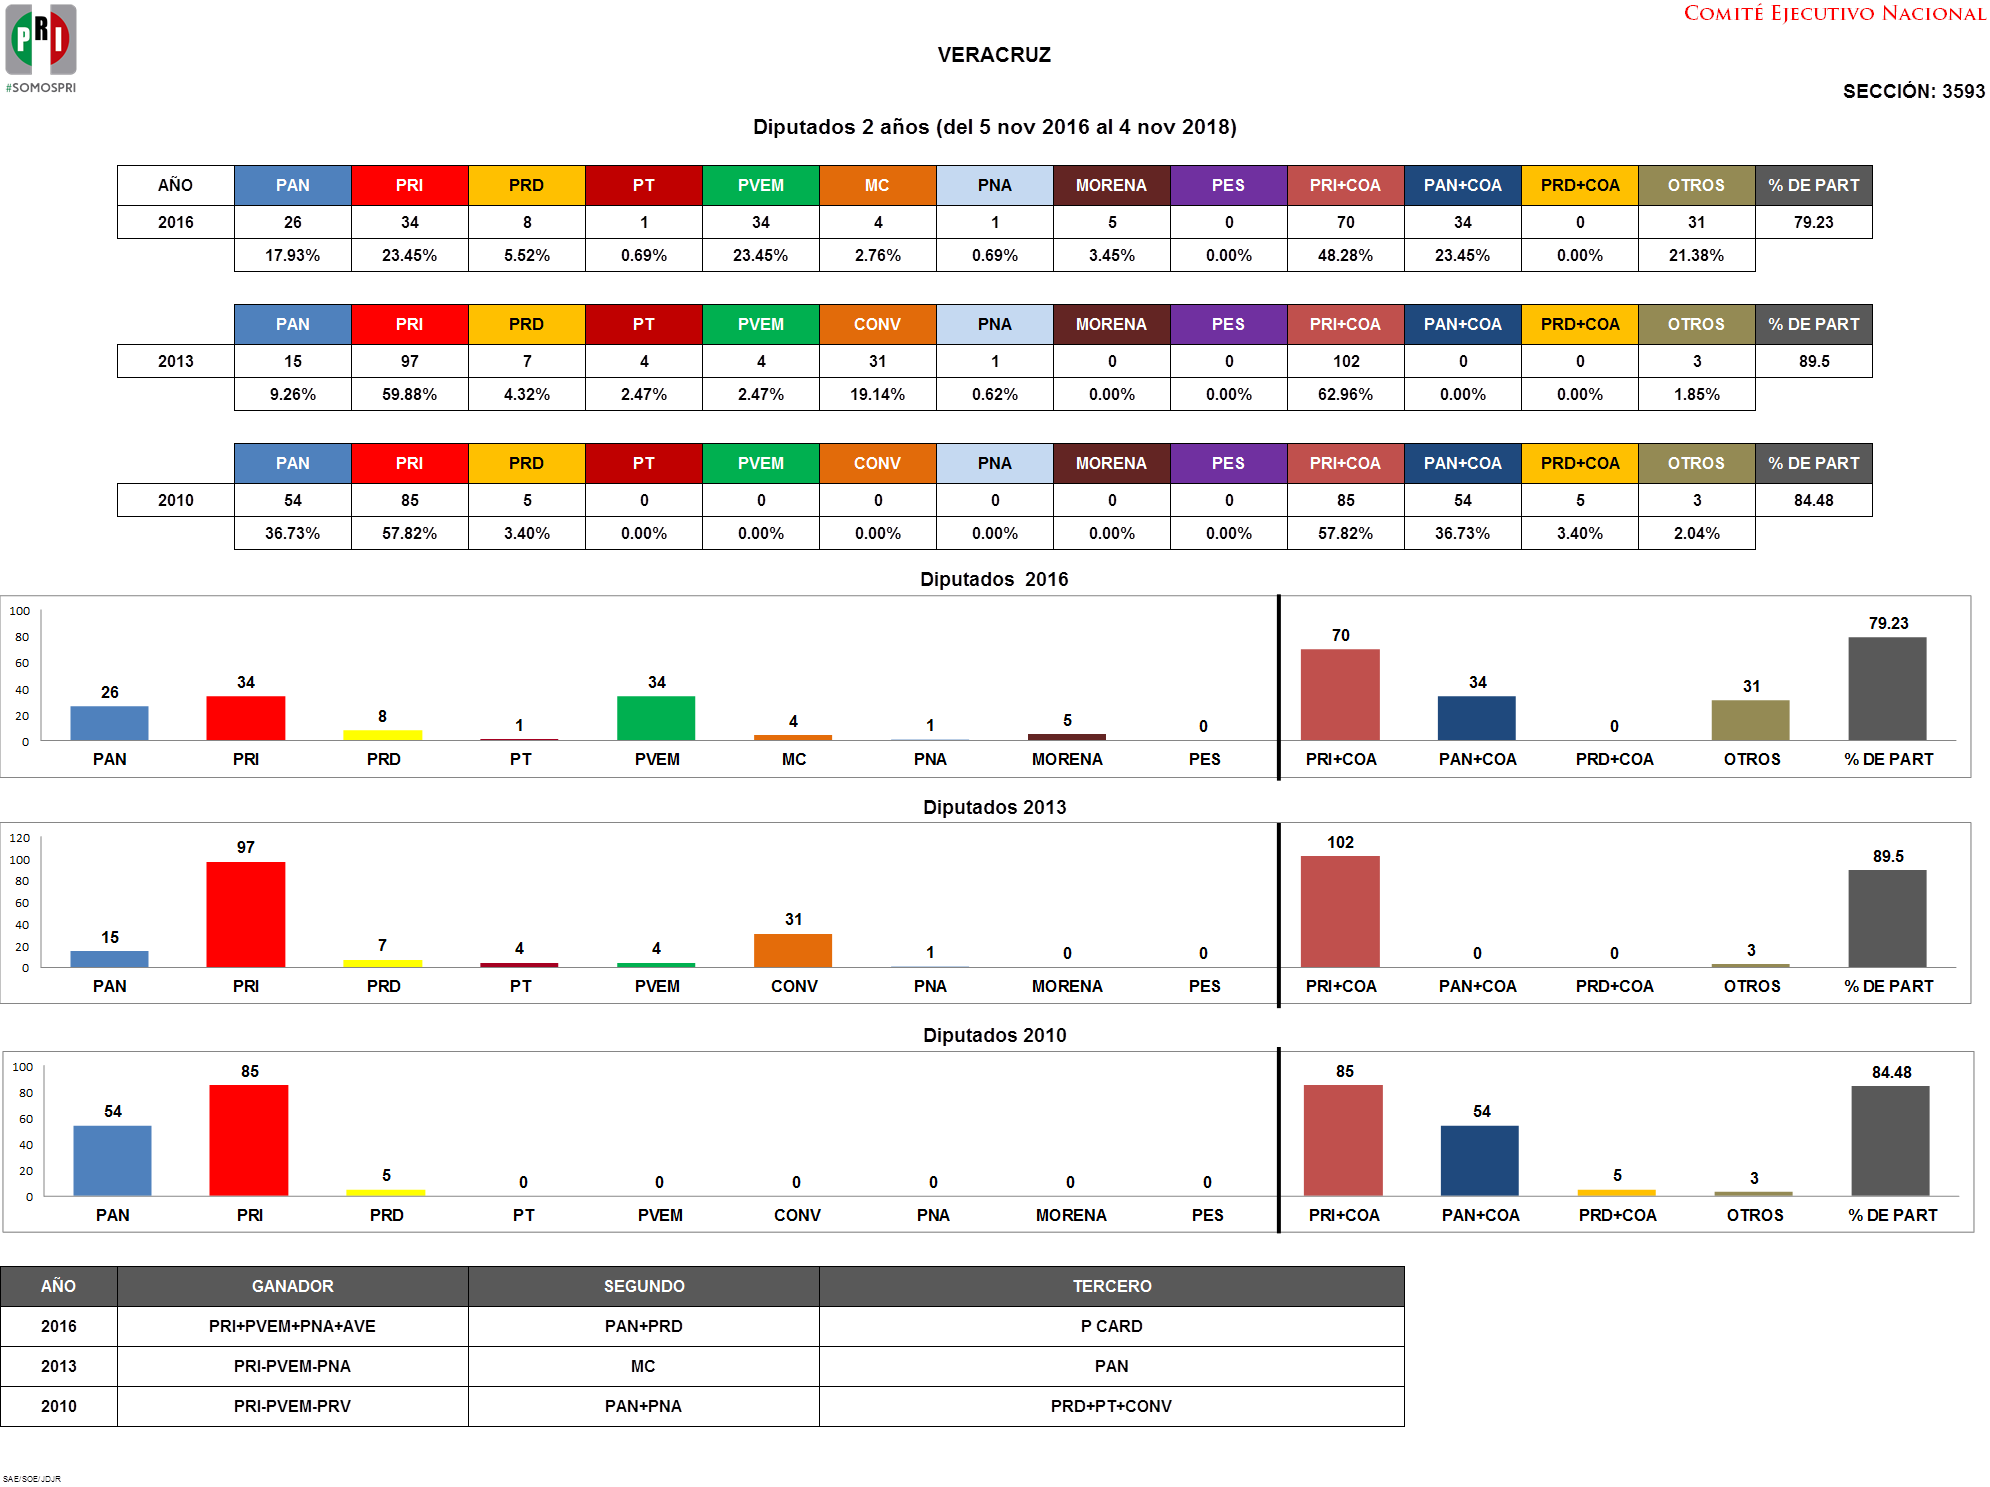 PRI
#SOMOSPRI
COMITÉ EJECUTIVO NACIONAL
VERACRUZ
SECCIÓN: 3593
Diputados 2 años (del 5 nov 2016 al 4 nov 2018)
AÑO PAN PRI PRD PT PVEM MC PNA MORENA PES PRI+COA PAN+COA PRD+COA OTROS % DE PART
2016 26 34 8 1 34 4 1 5 0 70 34 0 31 79.23
17.93% 23.45% 5.52% 0.69% 23.45% 2.76% 0.69% 3.45% 0.00% 48.28% 23.45% 0.00% 21.38%
PAN PRI PRD PT PVEM CONV PNA MORENA PES PRI+COA PAN+COA PRD+COA OTROS % DE PART
2013 15 97 7 4 4 31 1 0 0 102 0 0 3 89.5
9.26% 59.88% 4.32% 2.47% 2.47% 19.14% 0.62% 0.00% 0.00% 62.96% 0.00% 0.00% 1.85%
PAN PRI PRD PT PVEM CONV PNA MORENA PES PRI+COA PAN+COA PRD+COA OTROS % DE PART
2010 54 85 5 0 0 0 0 0 0 85 54 5 3 84.48
36.73% 57.82% 3.40% 0.00% 0.00% 0.00% 0.00% 0.00% 0.00% 57.82% 36.73% 3.40% 2.04%
Diputados 2016
100
80
60
40
20
0
26 34 8 1 34 4 1 5 0 70 34 0 31 79.23
PAN PRI PRD PT PVEM MC PNA MORENA PES PRI+COA PAN+COA PRD+COA OTROS % DE PART
Diputados 2013
120
100
80
60
40
20
0
15 97 7 4 4 31 1 0 0 102 0 0 3 89.5
PAN PRI PRD PT PVEM CONV PNA MORENA PES PRI+COA PAN+COA PRD+COA OTROS % DE PART
Diputados 2010
100
80
60
40
20
0
54 85 5 0 0 0 0 0 0 85 54 5 3 84.48
PAN PRI PRD PT PVEM CONV PNA MORENA PES PRI+COA PAN+COA PRD+COA OTROS % DE PART
AÑO GANADOR SEGUNDO TERCERO
2016 PRI+PVEM+PNA+AVE PAN+PRD P CARD
2013 PRI-PVEM-PNA MC PAN
2010 PRI-PVEM-PRV PAN+PNA PRD+PT+CONV
SAE/SOE/JDJR